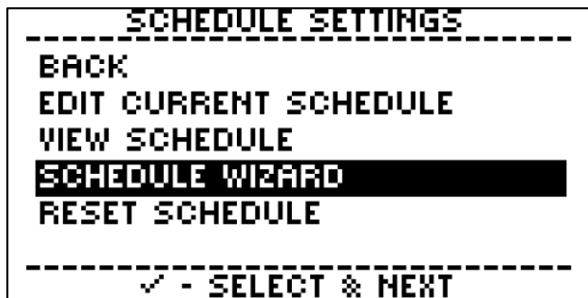 SCHEDULE SETTINGS
BACK
EDIT CURRENT SCHEDULE
VIEW SCHEDULE
SCHEDULE WIZARD
RESET SCHEDULE
✓ - SELECT & NEXT